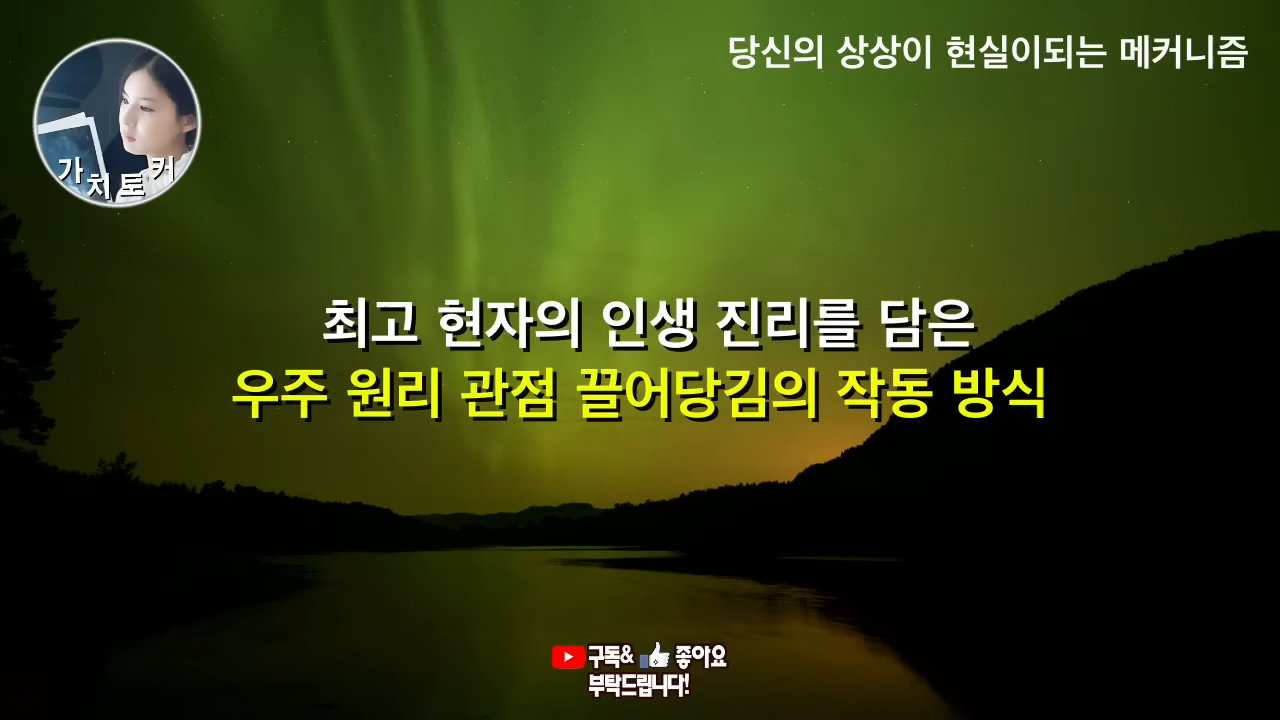 당신의 상상이 현실이되는 메커니즘
가치토커
최고 현자의 인생 진리를 담은
우주 원리 관점 끌어당김의 작동 방식
구독& 좋아요
부탁드립니다!